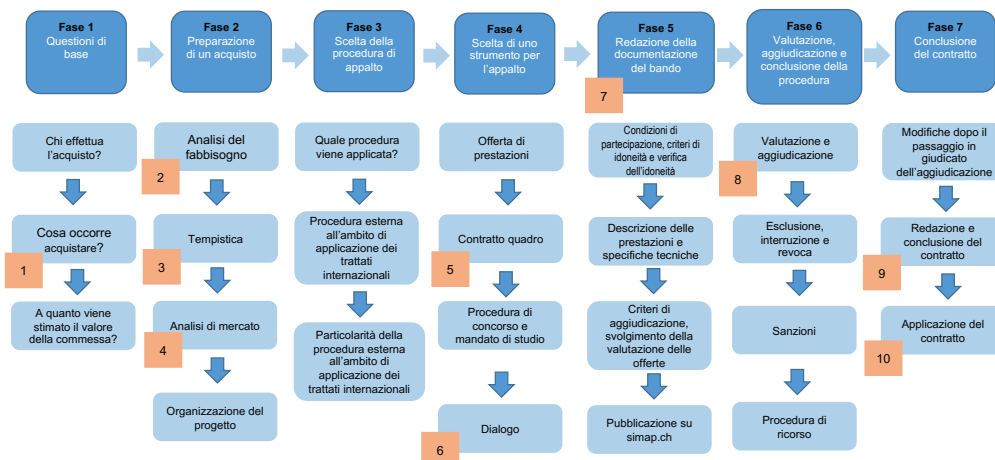 Fase 1
Questioni di
base
Fase 2
Preparazione
di un acquisto
Fase 3
Scelta della
procedura di
appalto
Fase 4
Scelta di uno
strumento per
l'appalto
Fase 5
Redazione della
documentazione
del bando
7
Fase 6
Valutazione,
aggiudicazione e
conclusione della
procedura
Fase 7
Conclusione
del contratto
Chi effettua
l'acquisto?
Cosa occorre
acquistare?
1
A quanto viene
stimato il valore
della commessa?
Analisi del
fabbisogno
2
Tempistica
3
Analisi di mercato
4
Organizzazione del
progetto
Quale procedura
viene applicata?
Procedura esterna
all'ambito di
applicazione dei
trattati
internazionali
Particolarità della
procedura esterna
all'ambito di
applicazione dei
trattati internazionali
Offerta di
prestazioni
Contratto quadro
5
Procedura di
concorso e
mandato di studio
Dialogo
6
Condizioni di
partecipazione, criteri di
idoneità e verifica
dell'idoneità
Descrizione delle
prestazioni e
specifiche tecniche
Criteri di
aggiudicazione,
svolgimento della
valutazione delle
offerte
Pubblicazione su
simap.ch
Valutazione e
aggiudicazione
8
Esclusione,
interruzione e
revoca
Sanzioni
Procedura di
ricorso
Modifiche dopo il
passaggio in
giudicato
dell'aggiudicazione
Redazione e
conclusione del
contratto
9
Applicazione del
contratto
10